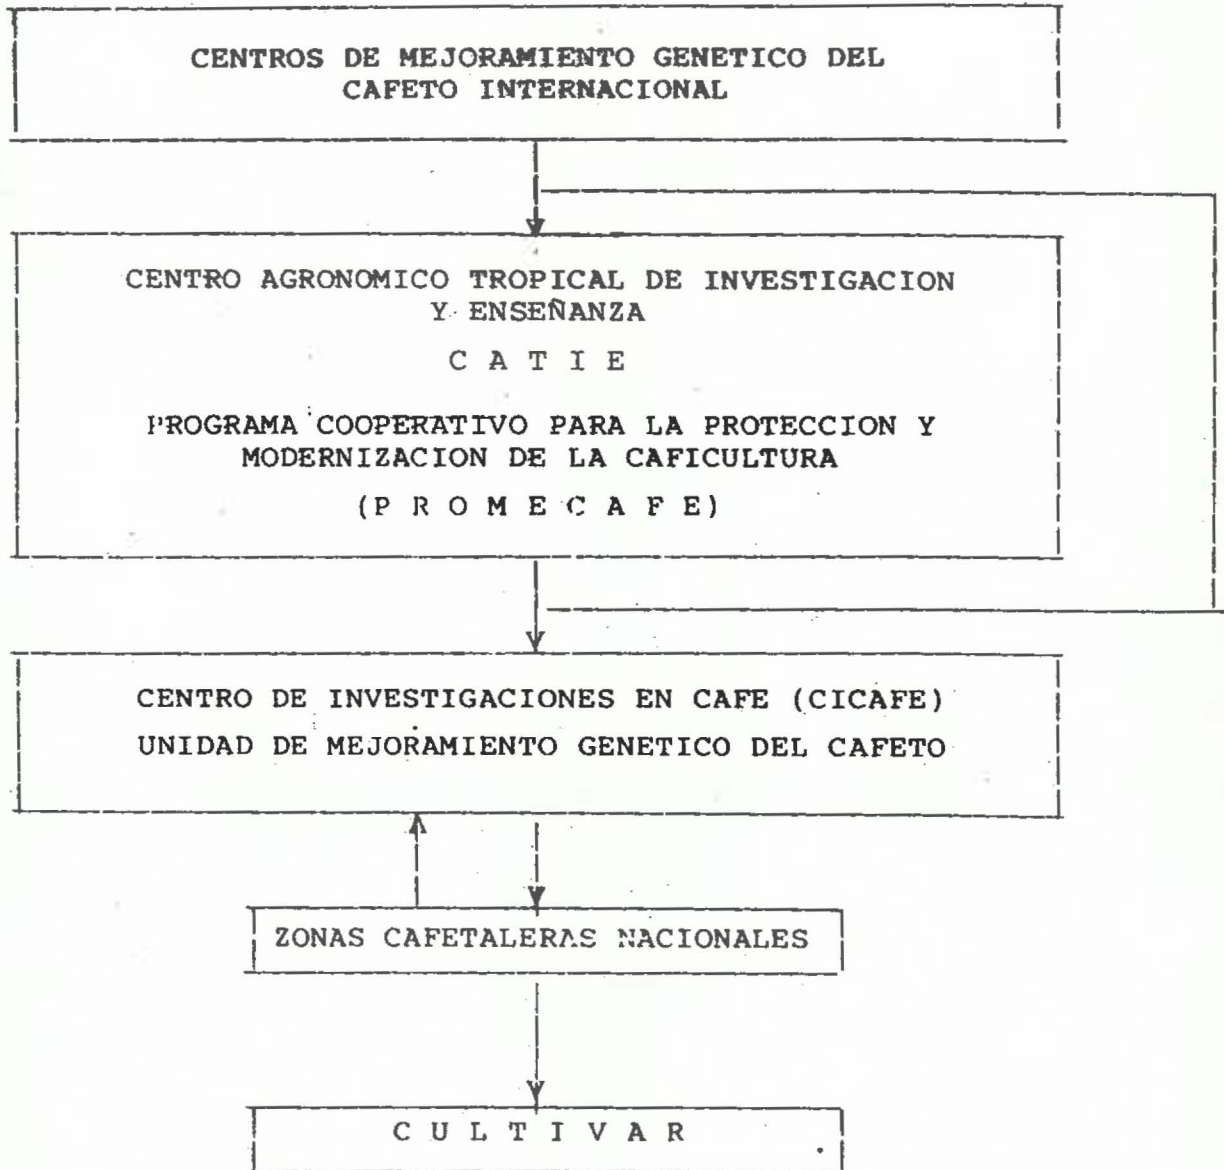 CENTROS DE MEJORAMIENTO GENETICO DEL
CAFETO INTERNACIONAL
CENTRO AGRONOMICO TROPICAL DE INVESTIGACION
Y ENSEÑANZA
C A T I E
PROGRAMA COOPERATIVO PARA LA PROTECCION Y
MODERNIZACION DE LA CAFICULTURA
(P R O M E C A F E)
CENTRO DE INVESTIGACIONES EN CAFE (CICAFE)
UNIDAD DE MEJORAMIENTO GENETICO DEL CAFETO
ZONAS CAFETALERAS NACIONALES
C U L T I V A R